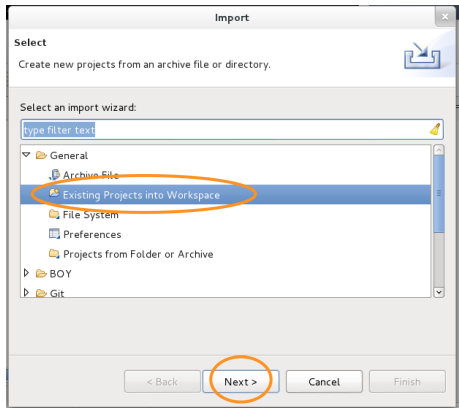 Import
Select
Create new projects from an archive file or directory.
Select an import wizard:
type filter text
General
Archive File
Existing Projects into Workspace
File System
Preferences
Projects from Folder or Archive
BOY
Git
< Back
Next >
Cancel
Finish